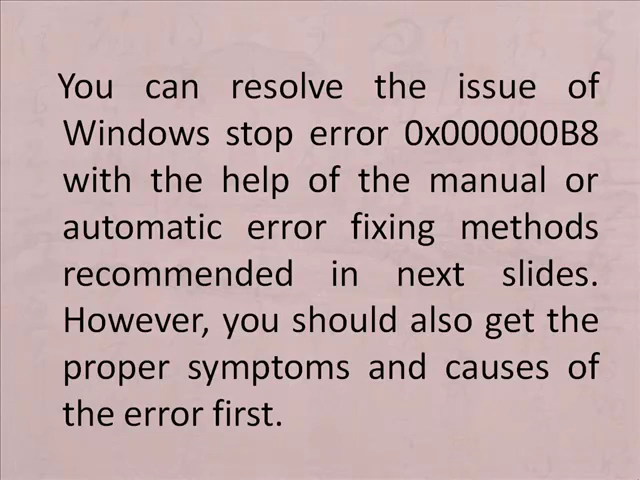 You can resolve the issue of
Windows stop error 0x000000B8
with the help of the manual or
automatic error fixing methods
recommended in next slides.
However, you should also get the
proper symptoms and causes of
the error first.